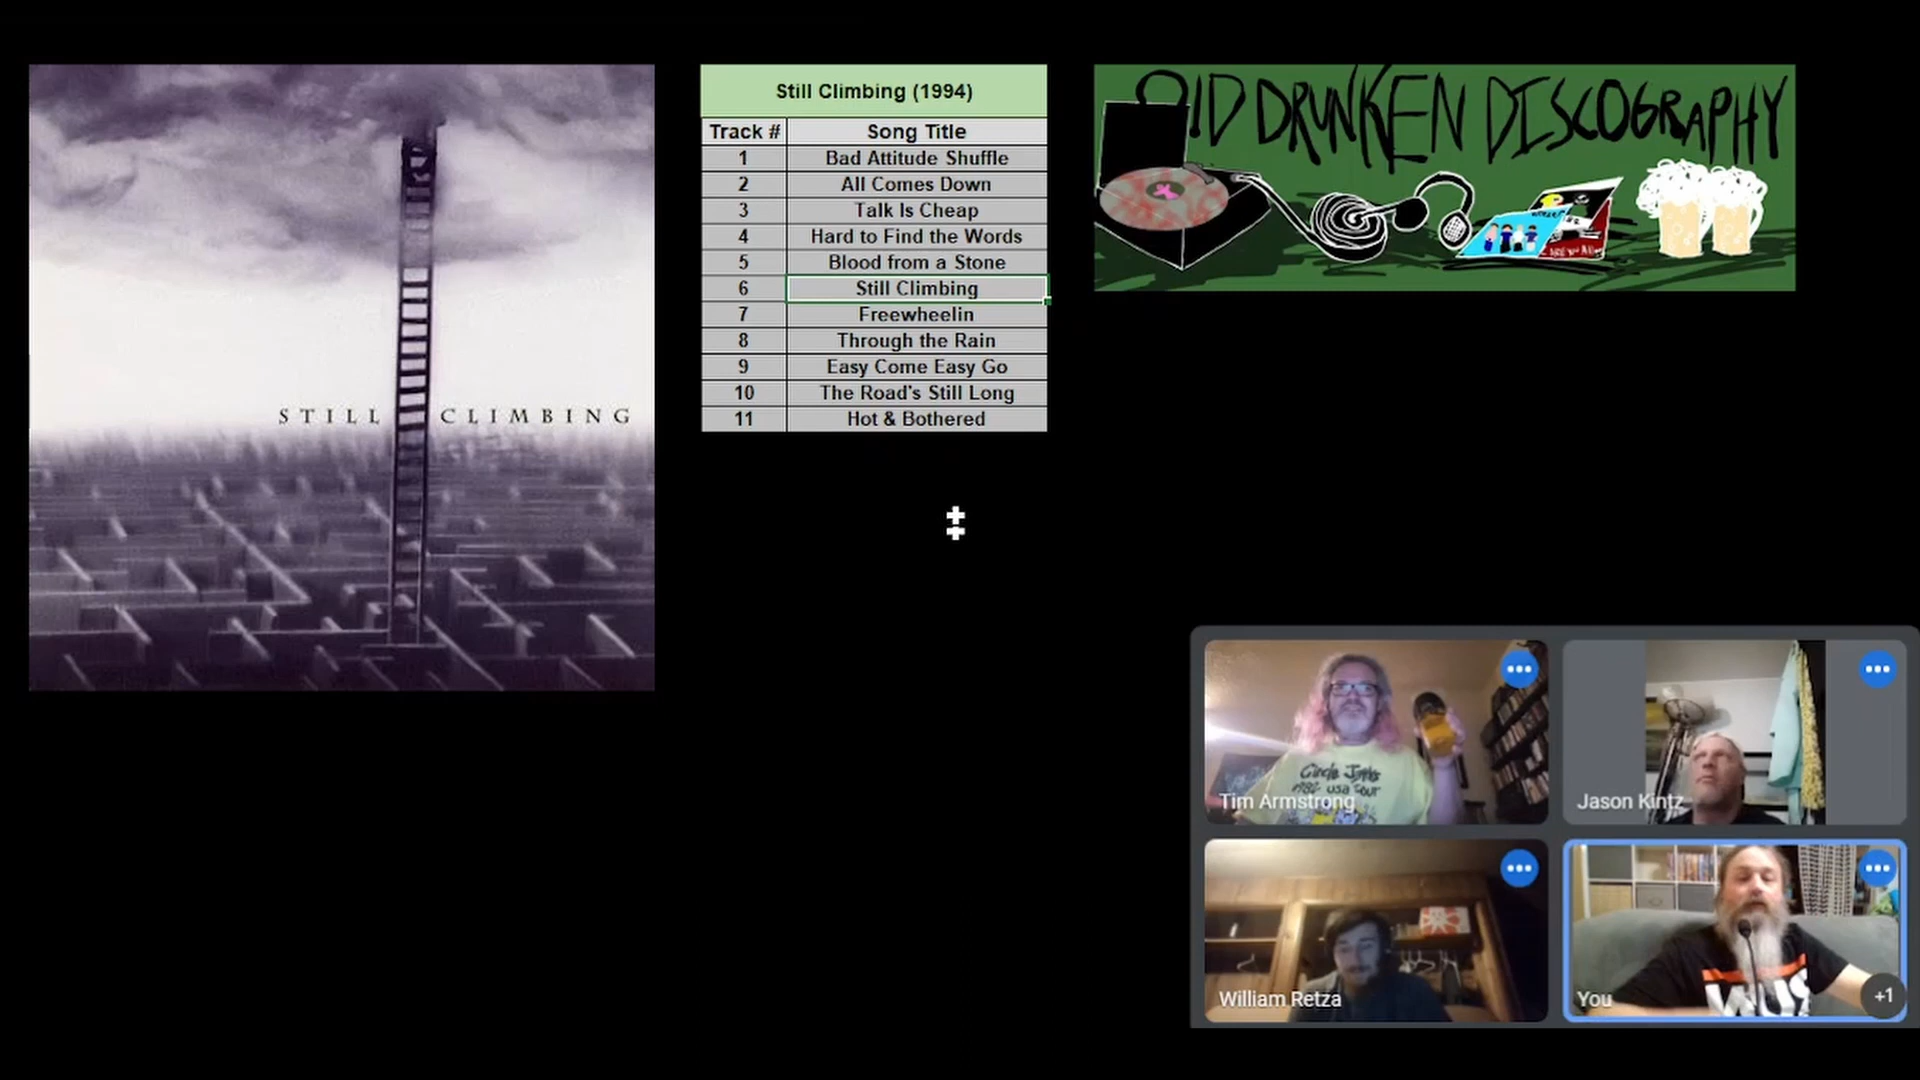 STILL CLIMBING
Still Climbing (1994)
Track # Song Title
1 Bad Attitude Shuffle
2 All Comes Down
3 Talk Is Cheap
4 Hard to Find the Words
5 Blood from a Stone
6 Still Climbing
7 Freewheelin
8 Through the Rain
9 Easy Come Easy Go
10 The Road's Still Long
11 Hot & Bothered
OID DRUNKEN DISCOGRAPHY
Circle Jerks
1982 USA Tour
Tim Armstrong
Jason Kintz
William Retza
You
+1